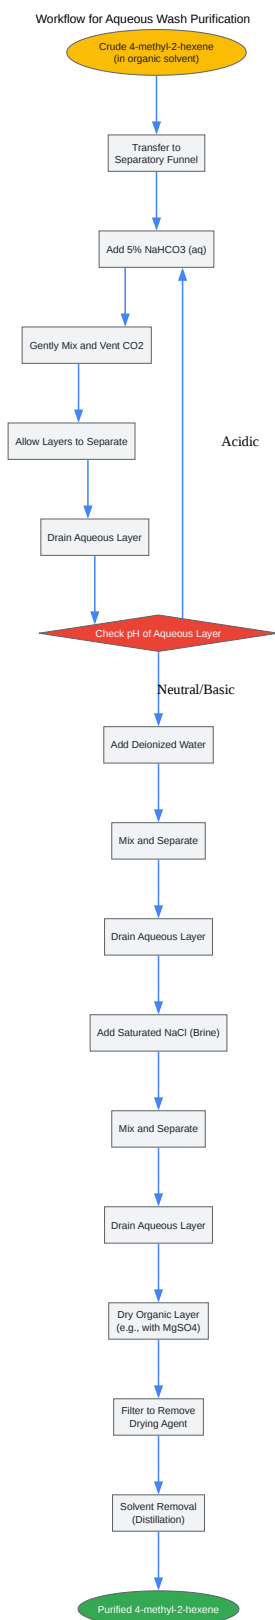 Workflow for Aqueous Wash Purification
Crude 4-methyl-2-hexene
(in organic solvent)
Transfer to
Separatory Funnel
Add 5% NaHCO3 (aq)
Gently Mix and Vent CO2
Allow Layers to Separate
Acidic
Drain Aqueous Layer
Check pH of Aqueous Layer
Neutral/Basic
Add Deionized Water
Mix and Separate
Drain Aqueous Layer
Add Saturated NaCl (Brine)
Mix and Separate
Drain Aqueous Layer
Dry Organic Layer
(e.g., with MgSO4)
Filter to Remove
Drying Agent
Solvent Removal
(Distillation)
Purified 4-methyl-2-hexene